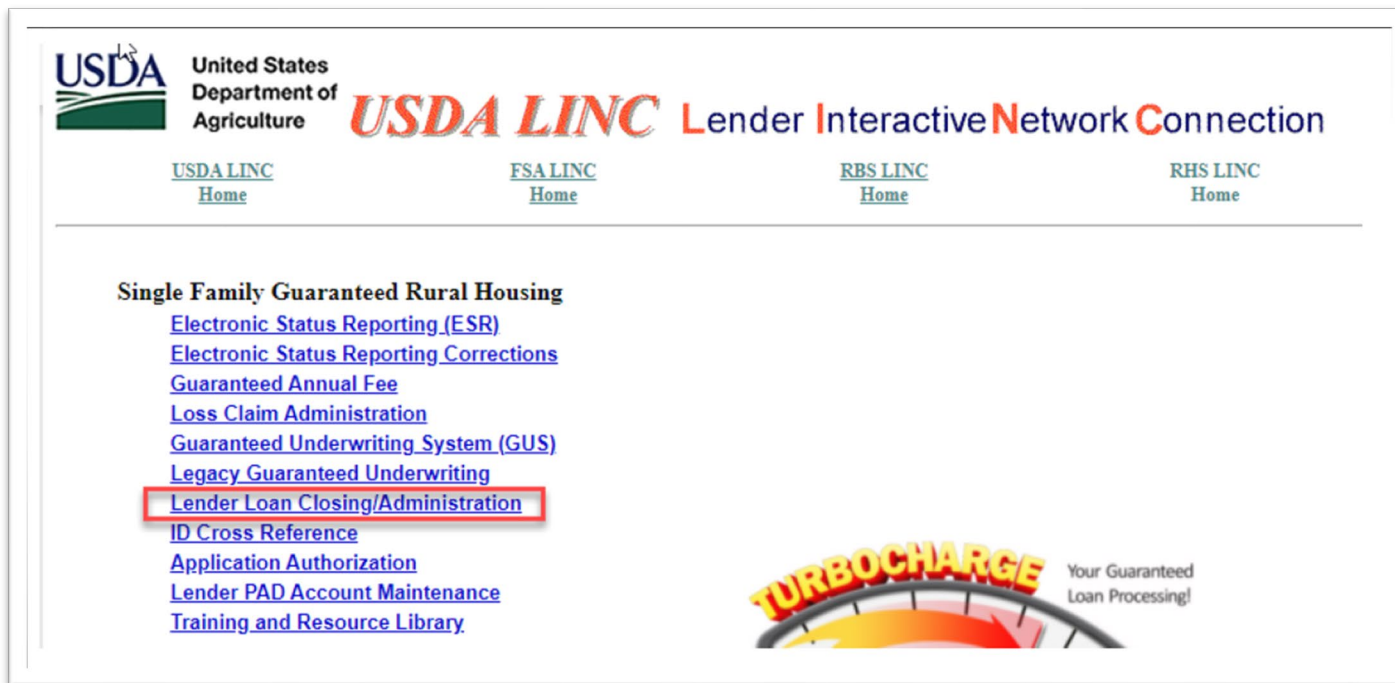 USDA
United States
Department of
Agriculture
USDA LINC
Lender Interactive Network Connection
USDA LINC
Home
FSA LINC
Home
RBS LINC
Home
RHS LINC
Home
Single Family Guaranteed Rural Housing
Electronic Status Reporting (ESR)
Electronic Status Reporting Corrections
Guaranteed Annual Fee
Loss Claim Administration
Guaranteed Underwriting System (GUS)
Legacy Guaranteed Underwriting
Lender Loan Closing/Administration
ID Cross Reference
Application Authorization
Lender PAD Account Maintenance
Training and Resource Library
TURBOCHARGE
Your Guaranteed
Loan Processing!